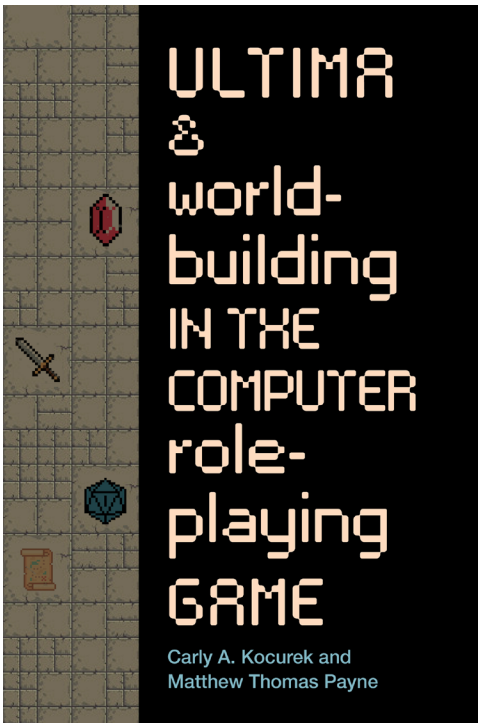 ULTIMA
&
world-
building
IN THE
COMPUTER
role-
playing
GAME
Carly A. Kocurek and
Matthew Thomas Payne